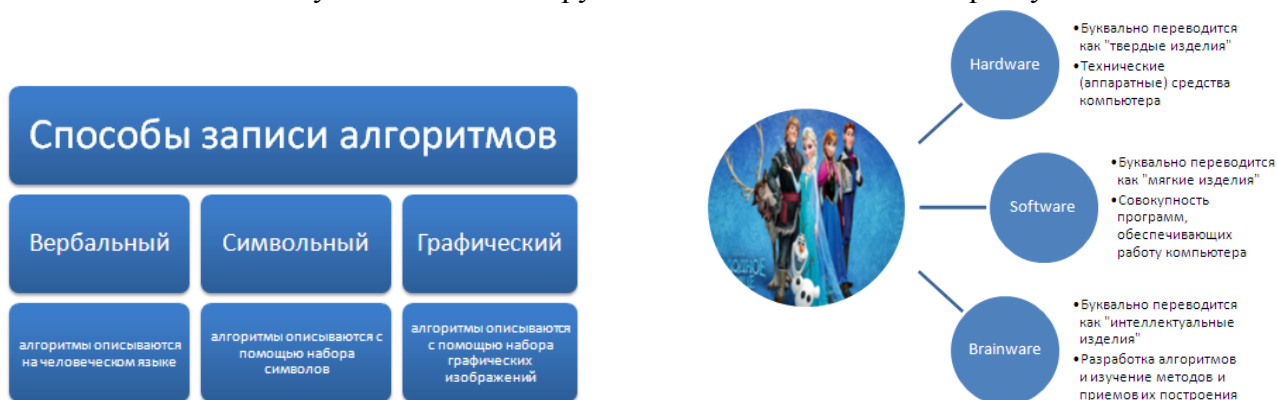 Способы записи алгоритмов
Вербальный
Символьный
Графический
алгоритмы описываются
на человеческом языке
алгоритмы описываются с
помощью набора
символов
алгоритмы описываются
с помощью набора
графических
изображений
Hardware
•Буквально переводится
как "твердые изделия"
•Технические
(аппаратные) средства
компьютера
Software
•Буквально переводится
как "мягкие изделия"
•Совокупность
программ,
обеспечивающих
работу компьютера
Brainware
•Буквально переводится
как "интеллектуальные
изделия"
•Разработка алгоритмов
и изучение методов и
приемов их построения